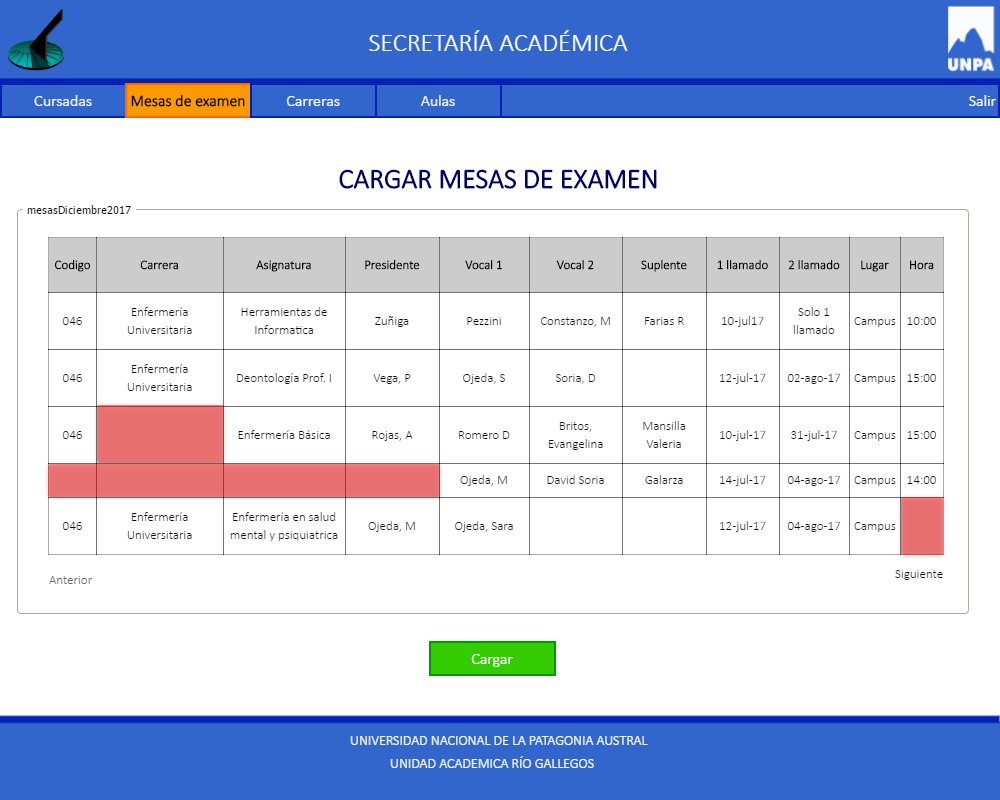 SECRETARÍA ACADÉMICA
UNPA
Cursadas Mesas de examen Carreras Aulas Salir
CARGAR MESAS DE EXAMEN
mesasDiciembre2017
Codigo Carrera Asignatura Presidente Vocal 1 Vocal 2 Suplente 1 llamado 2 llamado Lugar Hora
046 Enfermería Universitaria Herramientas de Informatica Zuñiga Pezzini Constanzo, M Farias R 10-jul17 Solo 1 llamado Campus 10:00
046 Enfermería Universitaria Deontología Prof. I Vega, P Ojeda, S Soria, D 12-jul-17 02-ago-17 Campus 15:00
046 Enfermería Básica Rojas, A Romero D Britos, Evangelina Mansilla Valeria 10-jul-17 31-jul-17 Campus 15:00
Ojeda, M David Soria Galarza 14-jul-17 04-ago-17 Campus 14:00
046 Enfermería Universitaria Enfermería en salud mental y psiquiatrica Ojeda, M Ojeda, Sara 12-jul-17 04-ago-17 Campus
Anterior Siguiente
Cargar
UNIVERSIDAD NACIONAL DE LA PATAGONIA AUSTRAL
UNIDAD ACADEMICA RÍO GALLEGOS